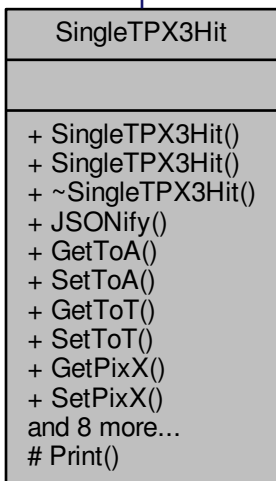 SingleTPX3Hit
+ SingleTPX3Hit()
+ SingleTPX3Hit()
+ ~SingleTPX3Hit()
+ JSONify()
+ GetToA()
+ SetToA()
+ GetToT()
+ SetToT()
+ GetPixX()
+ SetPixX()
and 8 more...
# Print()